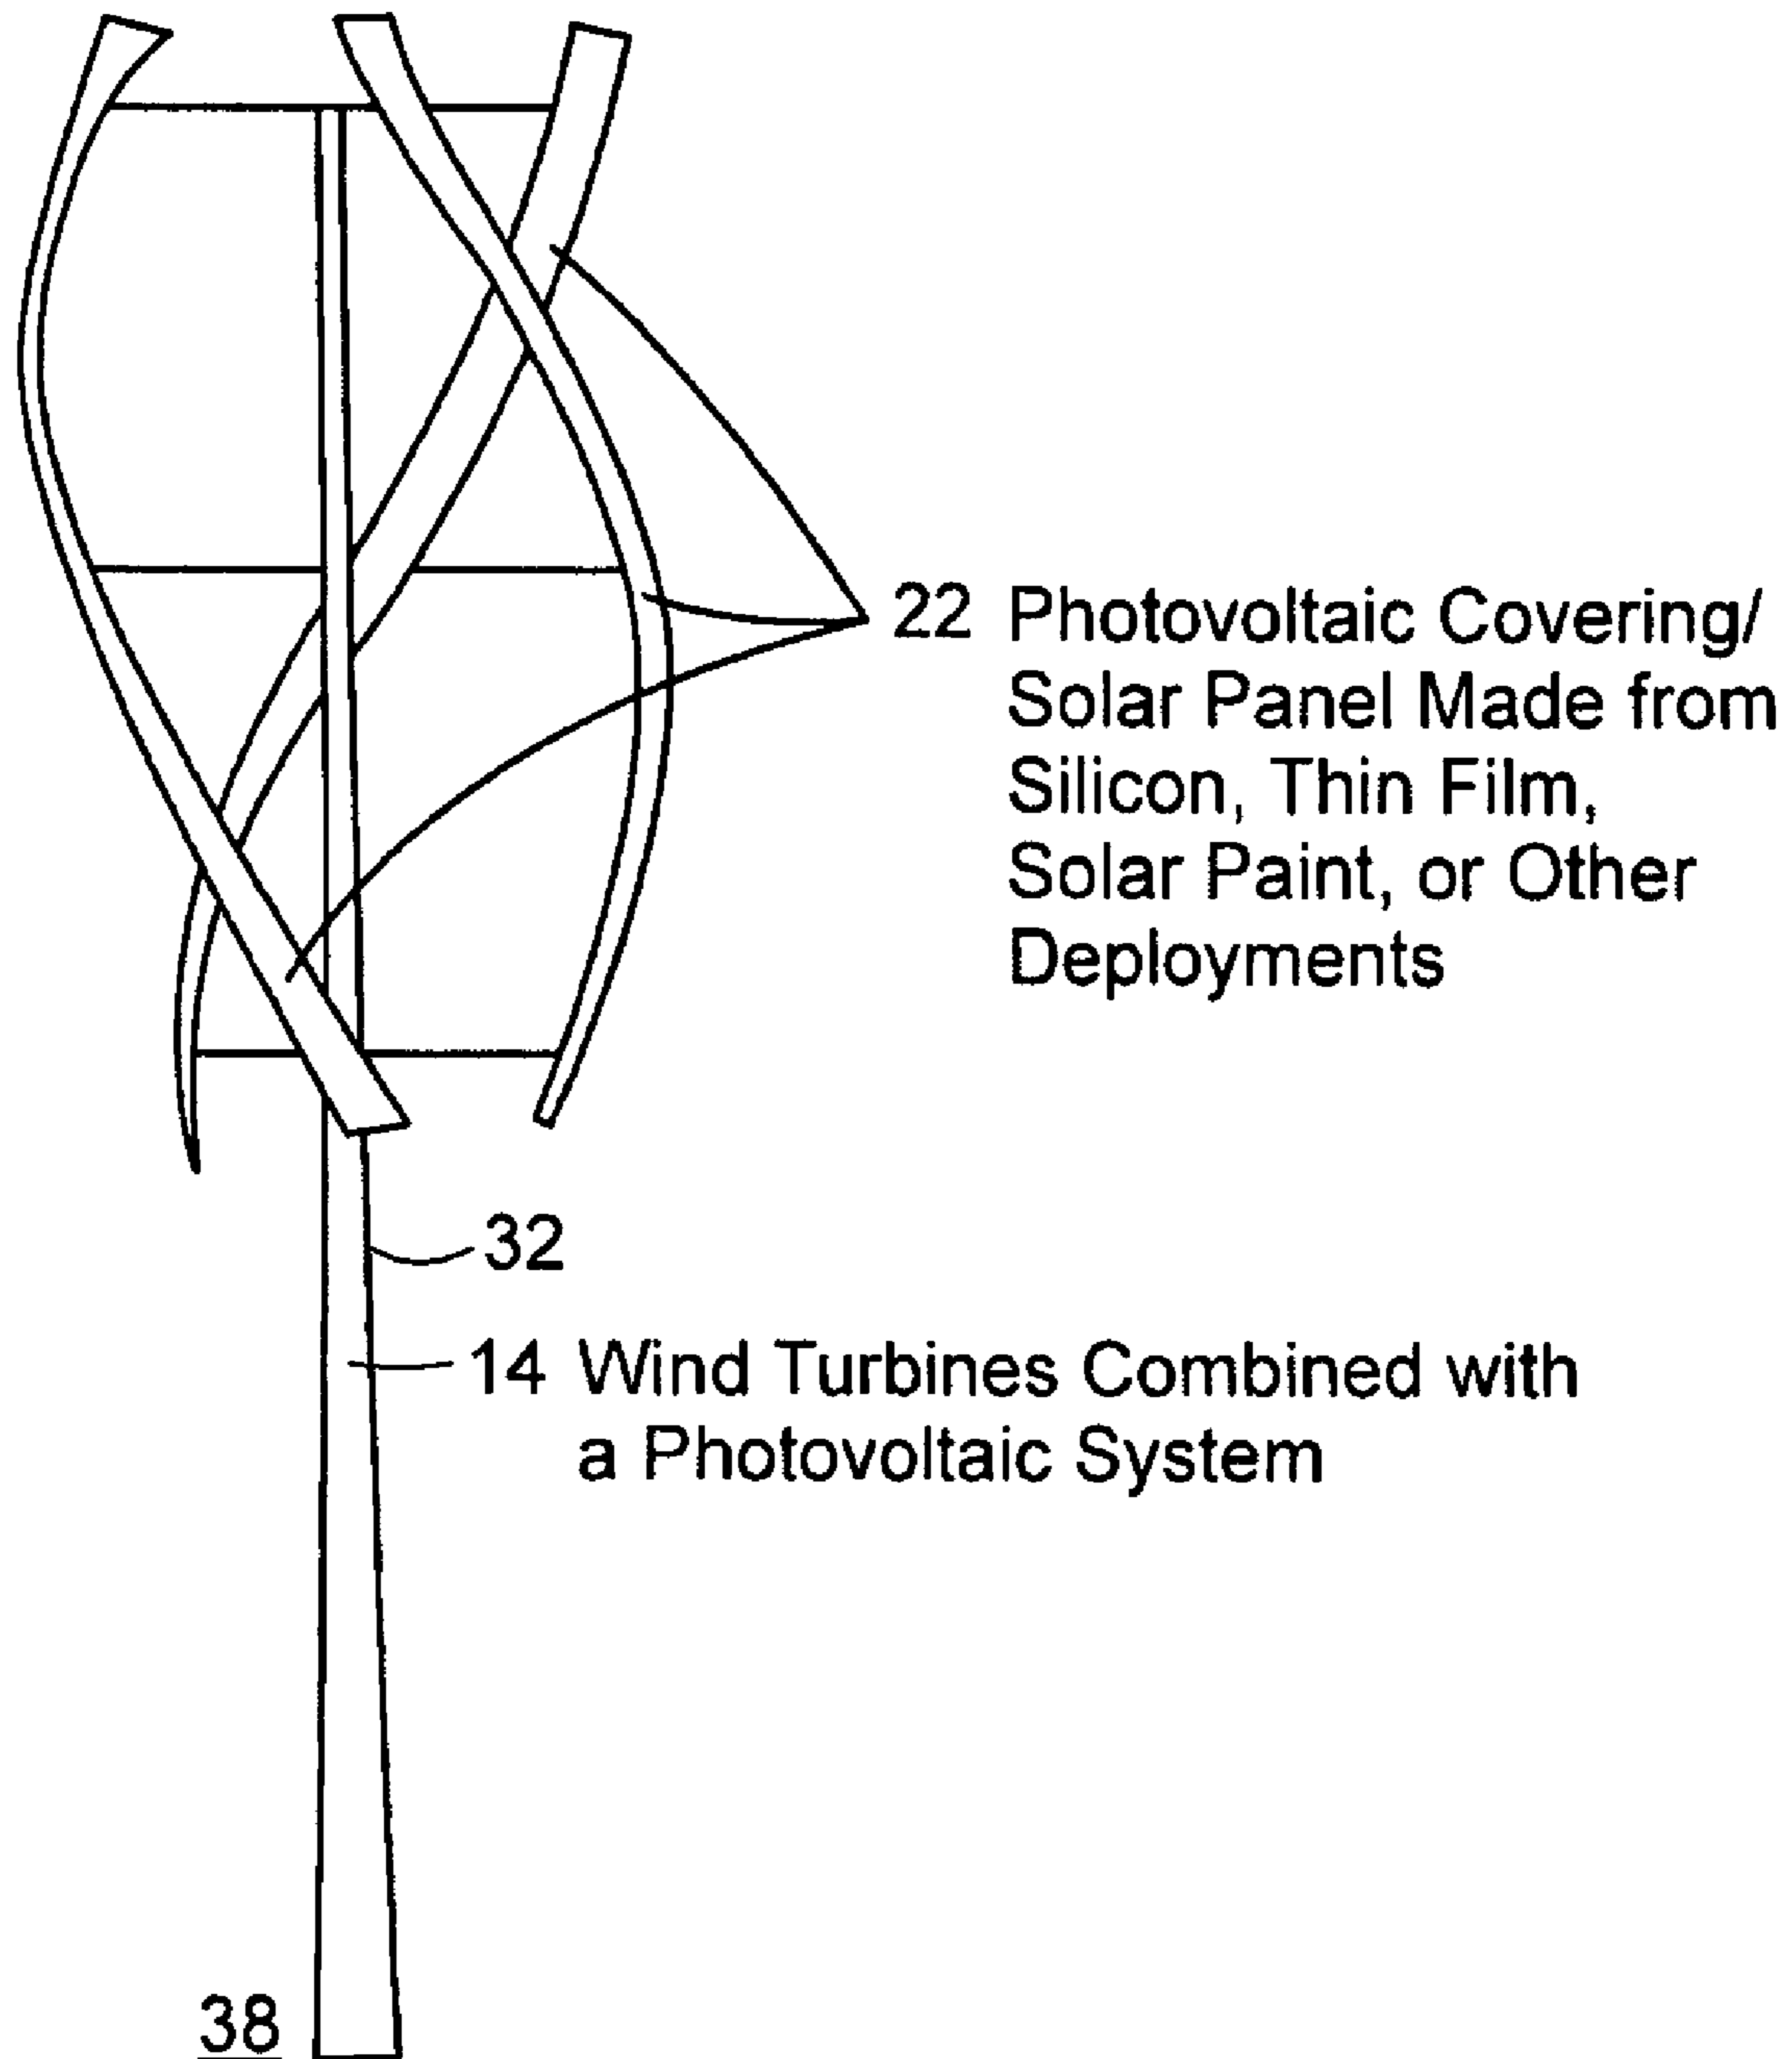 22 Photovoltaic Covering/
Solar Panel Made from
Silicon, Thin Film,
Solar Paint, or Other
Deployments
32
14 Wind Turbines Combined with
a Photovoltaic System
38